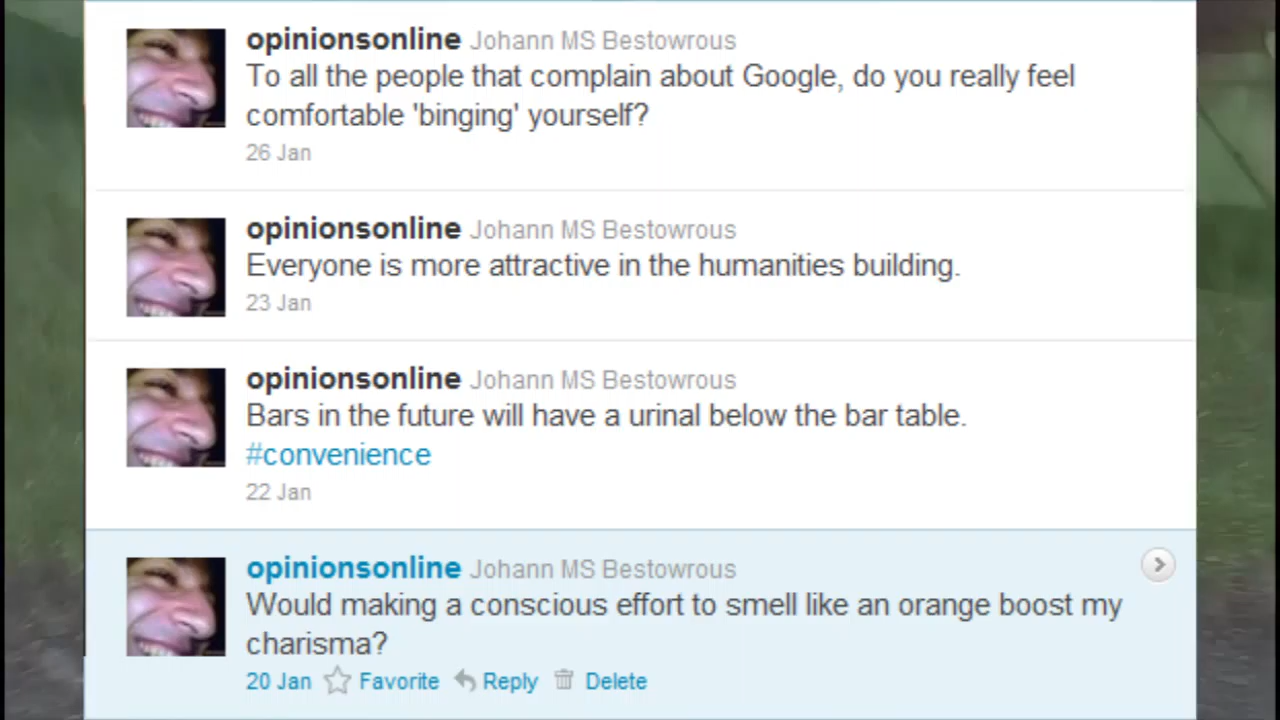 opinionsonline Johann MS Bestowrous
To all the people that complain about Google, do you really feel
comfortable 'binging' yourself?
26 Jan
opinionsonline Johann MS Bestowrous
Everyone is more attractive in the humanities building.
23 Jan
opinionsonline Johann MS Bestowrous
Bars in the future will have a urinal below the bar table.
#convenience
22 Jan
opinionsonline Johann MS Bestowrous
Would making a conscious effort to smell like an orange boost my
charisma?
20 Jan Favorite Reply Delete